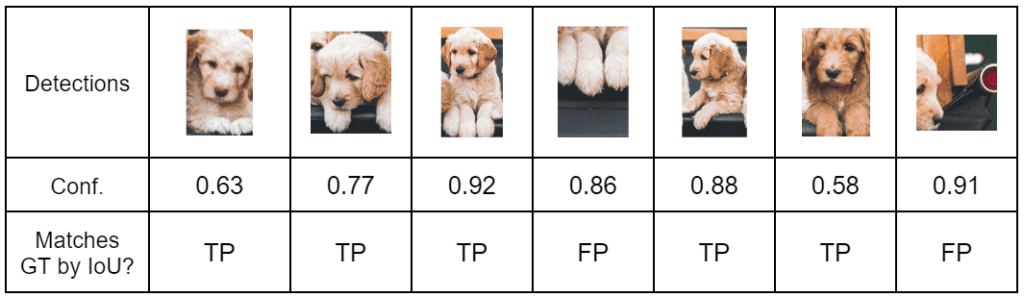 Detections
Conf. 0.63 0.77 0.92 0.86 0.88 0.58 0.91
Matches
GT by IoU? TP TP TP FP TP TP FP